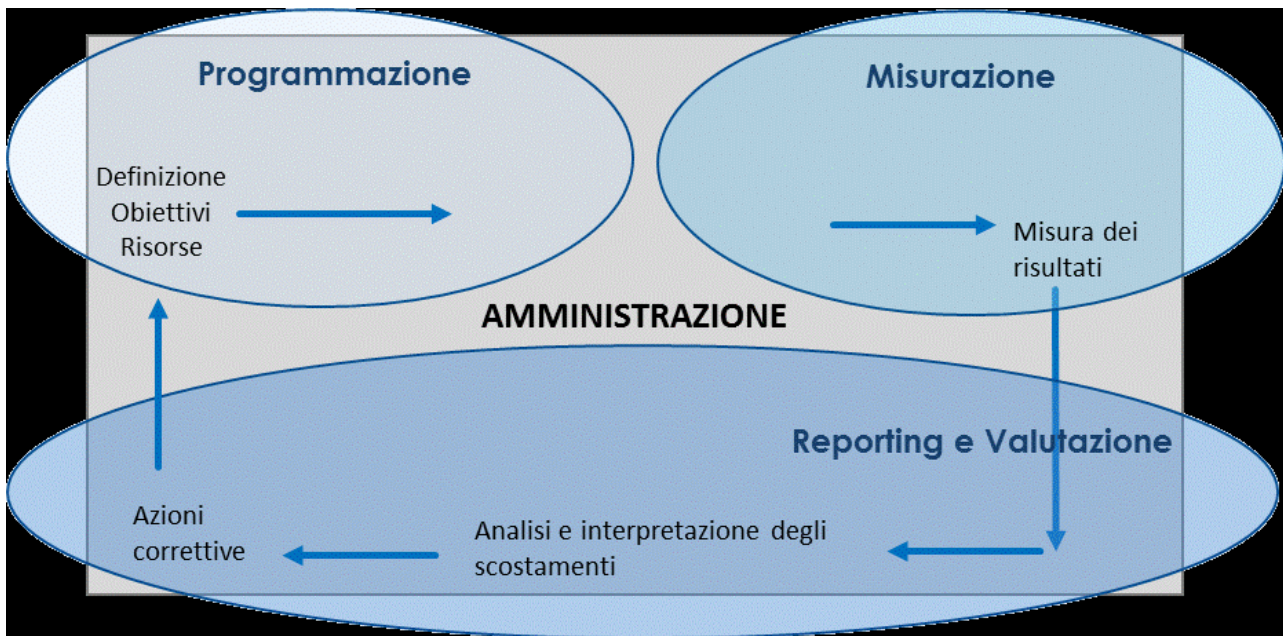 Programmazione
Misurazione
Definizione
Obiettivi
Risorse
Misura dei
risultati
AMMINISTRAZIONE
Reporting e Valutazione
Azioni
correttive
Analisi e interpretazione degli
scostamenti